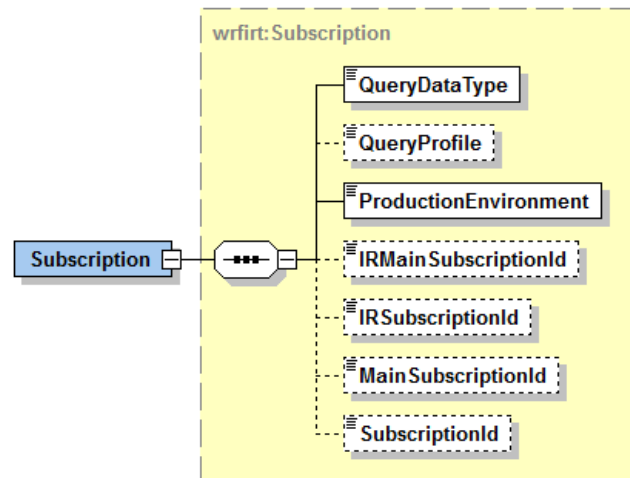 wrfirt:Subscription
QueryDataType
QueryProfile
ProductionEnvironment
Subscription
IRMainSubscriptionId
IRSubscriptionId
MainSubscriptionId
SubscriptionId